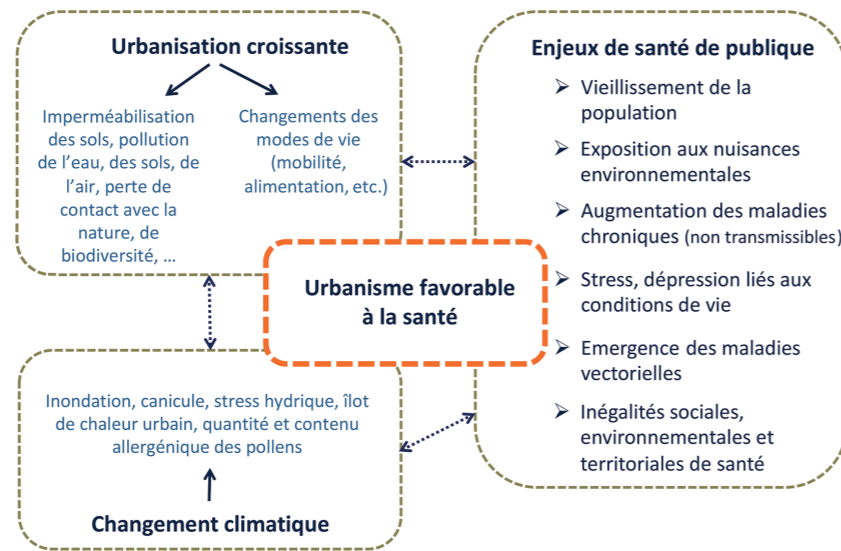 Urbanisation croissante
Imperméabilisation
des sols, pollution
de l'eau, des sols, de
l'air, perte de
contact avec la
nature, de
biodiversité, ...
Changements des
modes de vie
(mobilité,
alimentation, etc.)
Enjeux de santé de publique
Vieillissement de la
population
Exposition aux nuisances
environnementales
Augmentation des maladies
chroniques (non transmissibles)
Stress, dépression liés aux
conditions de vie
Emergence des maladies
vectorielles
Inégalités sociales,
environnementales et
territoriales de santé
Urbanisme favorable
à la santé
Inondation, canicule, stress hydrique, îlot
de chaleur urbain, quantité et contenu
allergénique des pollens
Changement climatique